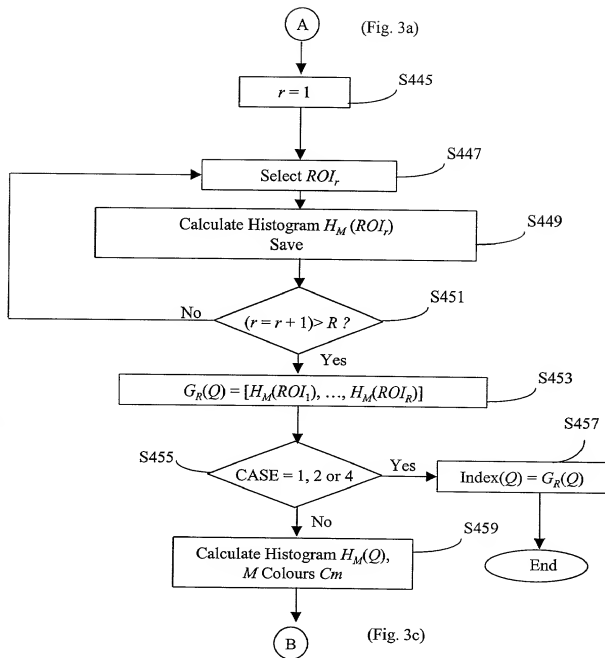 A
(Fig. 3a)
r = 1
S445
Select ROIr
S447
Calculate Histogram HM (ROIr)
Save
S449
No
(r = r + 1)> R ?
S451
Yes
GR(Q) = [HM(ROI1), …, HM(ROIR)]
S453
S455
CASE = 1, 2 or 4
Yes
S457
Index(Q) = GR(Q)
No
End
Calculate Histogram HM(Q),
M Colours Cm
S459
B
(Fig. 3c)